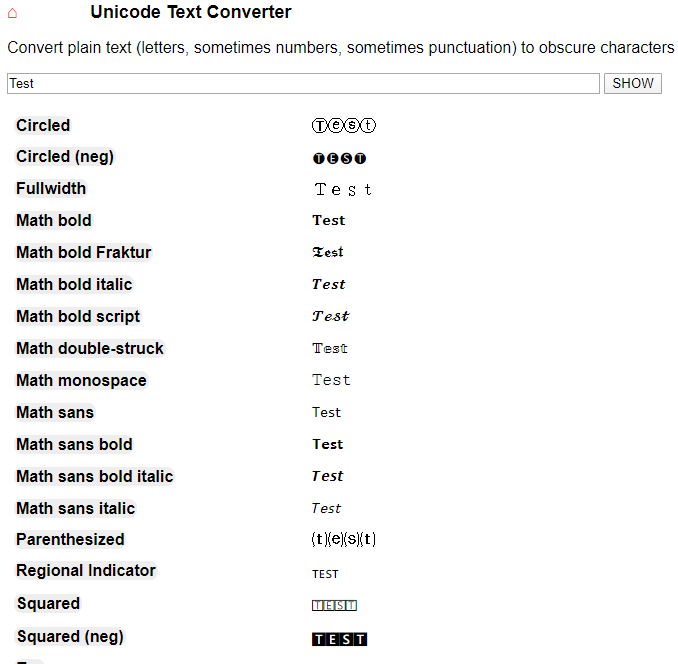 Unicode Text Converter
Convert plain text (letters, sometimes numbers, sometimes punctuation) to obscure characters
Test SHOW
Circled Ⓣⓔⓢⓣ
Circled (neg) 🅣🅔🅢🅣
Fullwidth Test
Math bold 𝐓𝐞𝐬𝐭
Math bold Fraktur 𝕿𝖊𝖘𝖙
Math bold italic 𝑻𝒆𝒔𝒕
Math bold script 𝓣𝓮𝓼𝓽
Math double-struck 𝕋𝕖𝕤𝕥
Math monospace 𝚃𝚎𝚜𝚝
Math sans 𝖳𝖾𝗌𝗍
Math sans bold 𝗧𝗲𝘀𝘁
Math sans bold italic 𝙏𝙚𝙨𝙩
Math sans italic 𝘛𝘦𝘴𝘵
Parenthesized ⒯⒠⒮⒯
Regional Indicator 🇹🇪🇸🇹
Squared 🅃🄴🅂🅃
Squared (neg) 🆃🅴🆂🆃